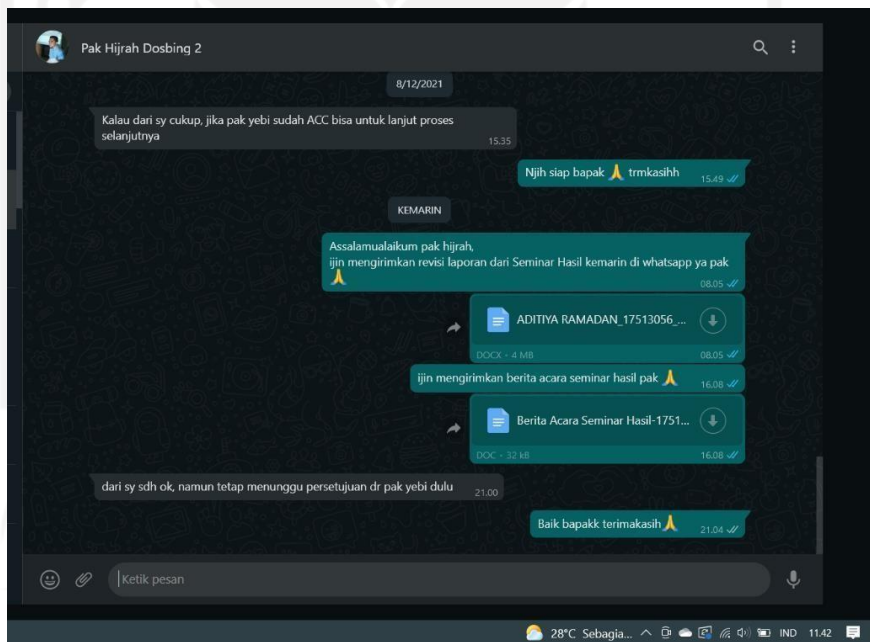 Pak Hijrah Dosbing 2
8/12/2021
Kalau dari sy cukup, jika pak yebi sudah ACC bisa untuk lanjut proses
selanjutnya
15.35
Njih siap bapak 🙏 trmkasihh 15.49
KEMARIN
Assalamualaikum pak hijrah,
ijin mengirimkan revisi laporan dari Seminar Hasil kemarin di whatsapp ya pak
🙏
08.05
ADITIYA RAMADAN_17513056_...
DOCX • 4 MB 08.05
ijin mengirimkan berita acara seminar hasil pak 🙏 16.08
Berita Acara Seminar Hasil-1751...
DOC • 32 kB 16.08
dari sy sdh ok, namun tetap menunggu persetujuan dr pak yebi dulu 21.00
Baik bapakk terimakasih 🙏 21.04
Ketik pesan
28°C Sebagia... IND 11.42